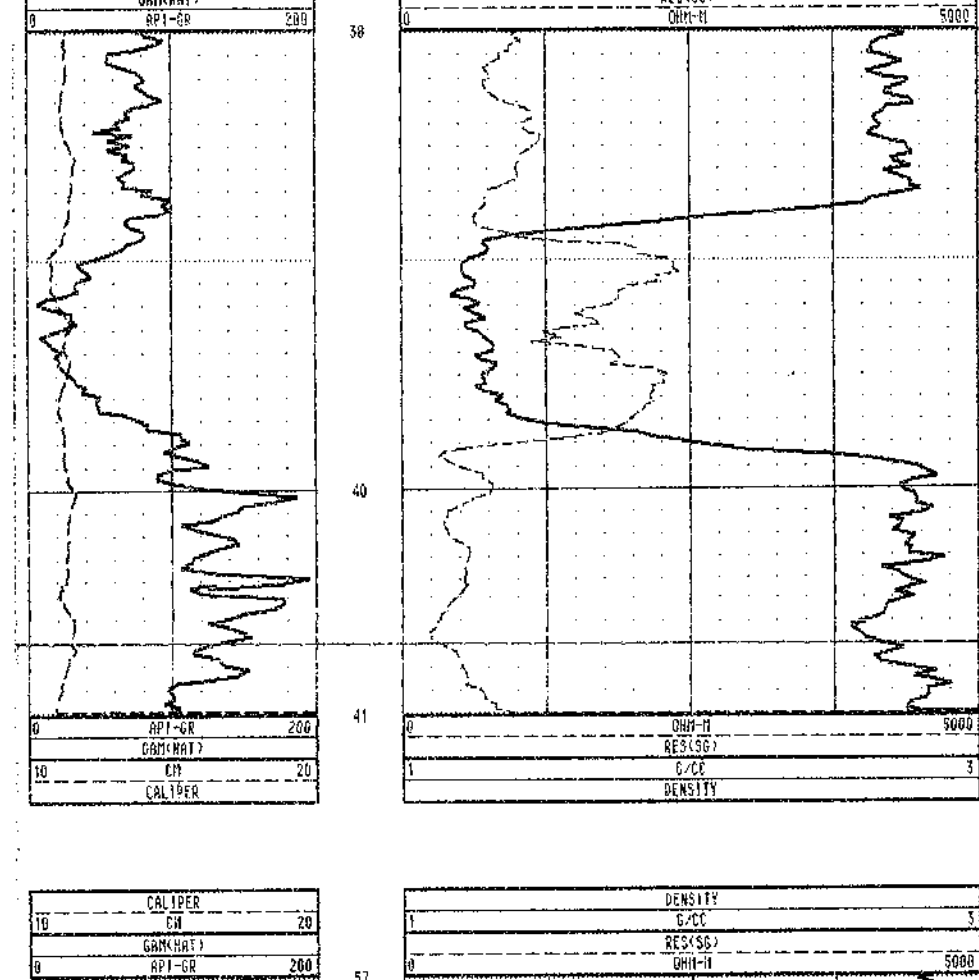 0 API-GR 200
0 OHM-M 5000
38
40
41
0 API-GR 200
GAM(NAT)
10 CM 20
CALIPER
0 OHM-M 5000
RES(SG)
1 G/CC 3
DENSITY
CALIPER
10 CM 20
GAM(NAT)
0 API-GR 200
57
DENSITY
1 G/CC 3
RES(SG)
0 OHM-M 5000